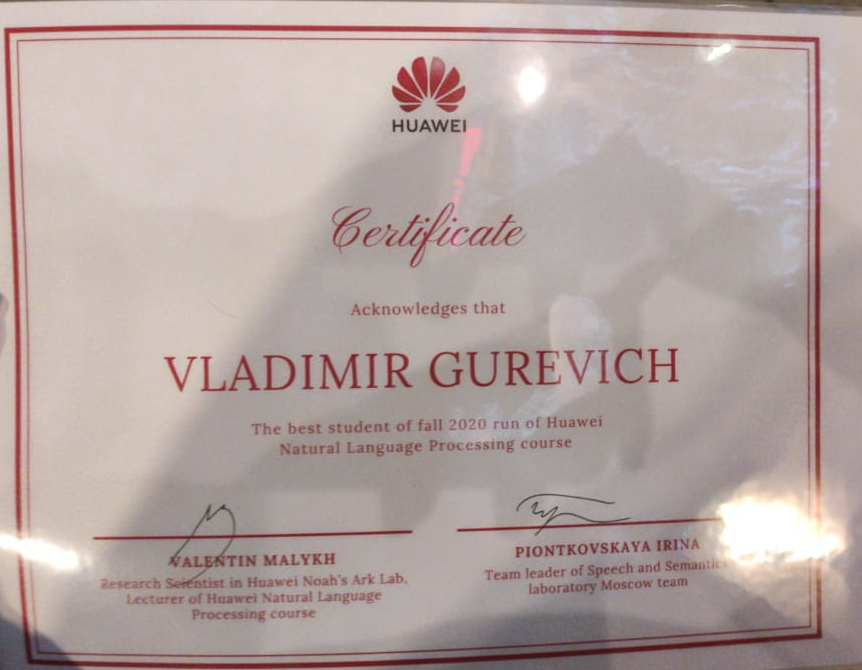 HUAWEI
Certificate
Acknowledges that
VLADIMIR GUREVICH
The best student of fall 2020 run of Huawei
Natural Language Processing course
VALENTIN MALYKH
Research Scientist in Huawei Noah's Ark Lab,
Lecturer of Huawei Natural Language
Processing course
PIONTKOVSKAYA IRINA
Team leader of Speech and Semantics
laboratory Moscow team